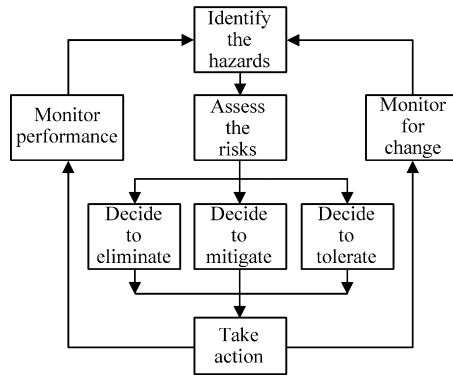 Identify
the
hazards
Monitor
performance
Assess
the
risks
Monitor
for
change
Decide
to
eliminate
Decide
to
mitigate
Decide
to
tolerate
Take
action